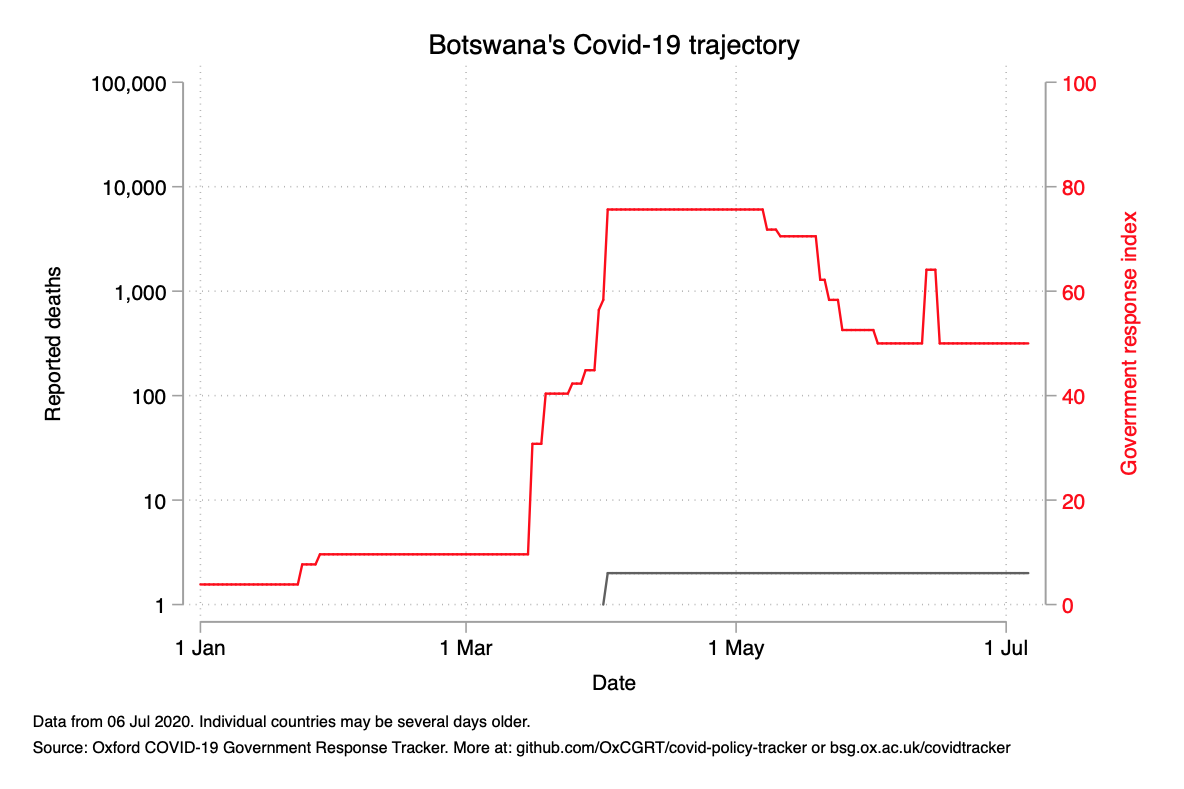 Botswana's Covid-19 trajectory
100,000
10,000
1,000
100
10
1
Reported deaths
100
80
60
40
20
0
Government response index
1 Jan
1 Mar
1 May
1 Jul
Date
Data from 06 Jul 2020. Individual countries may be several days older.
Source: Oxford COVID-19 Government Response Tracker. More at: github.com/OxCGRT/covid-policy-tracker or bsg.ox.ac.uk/covidtracker